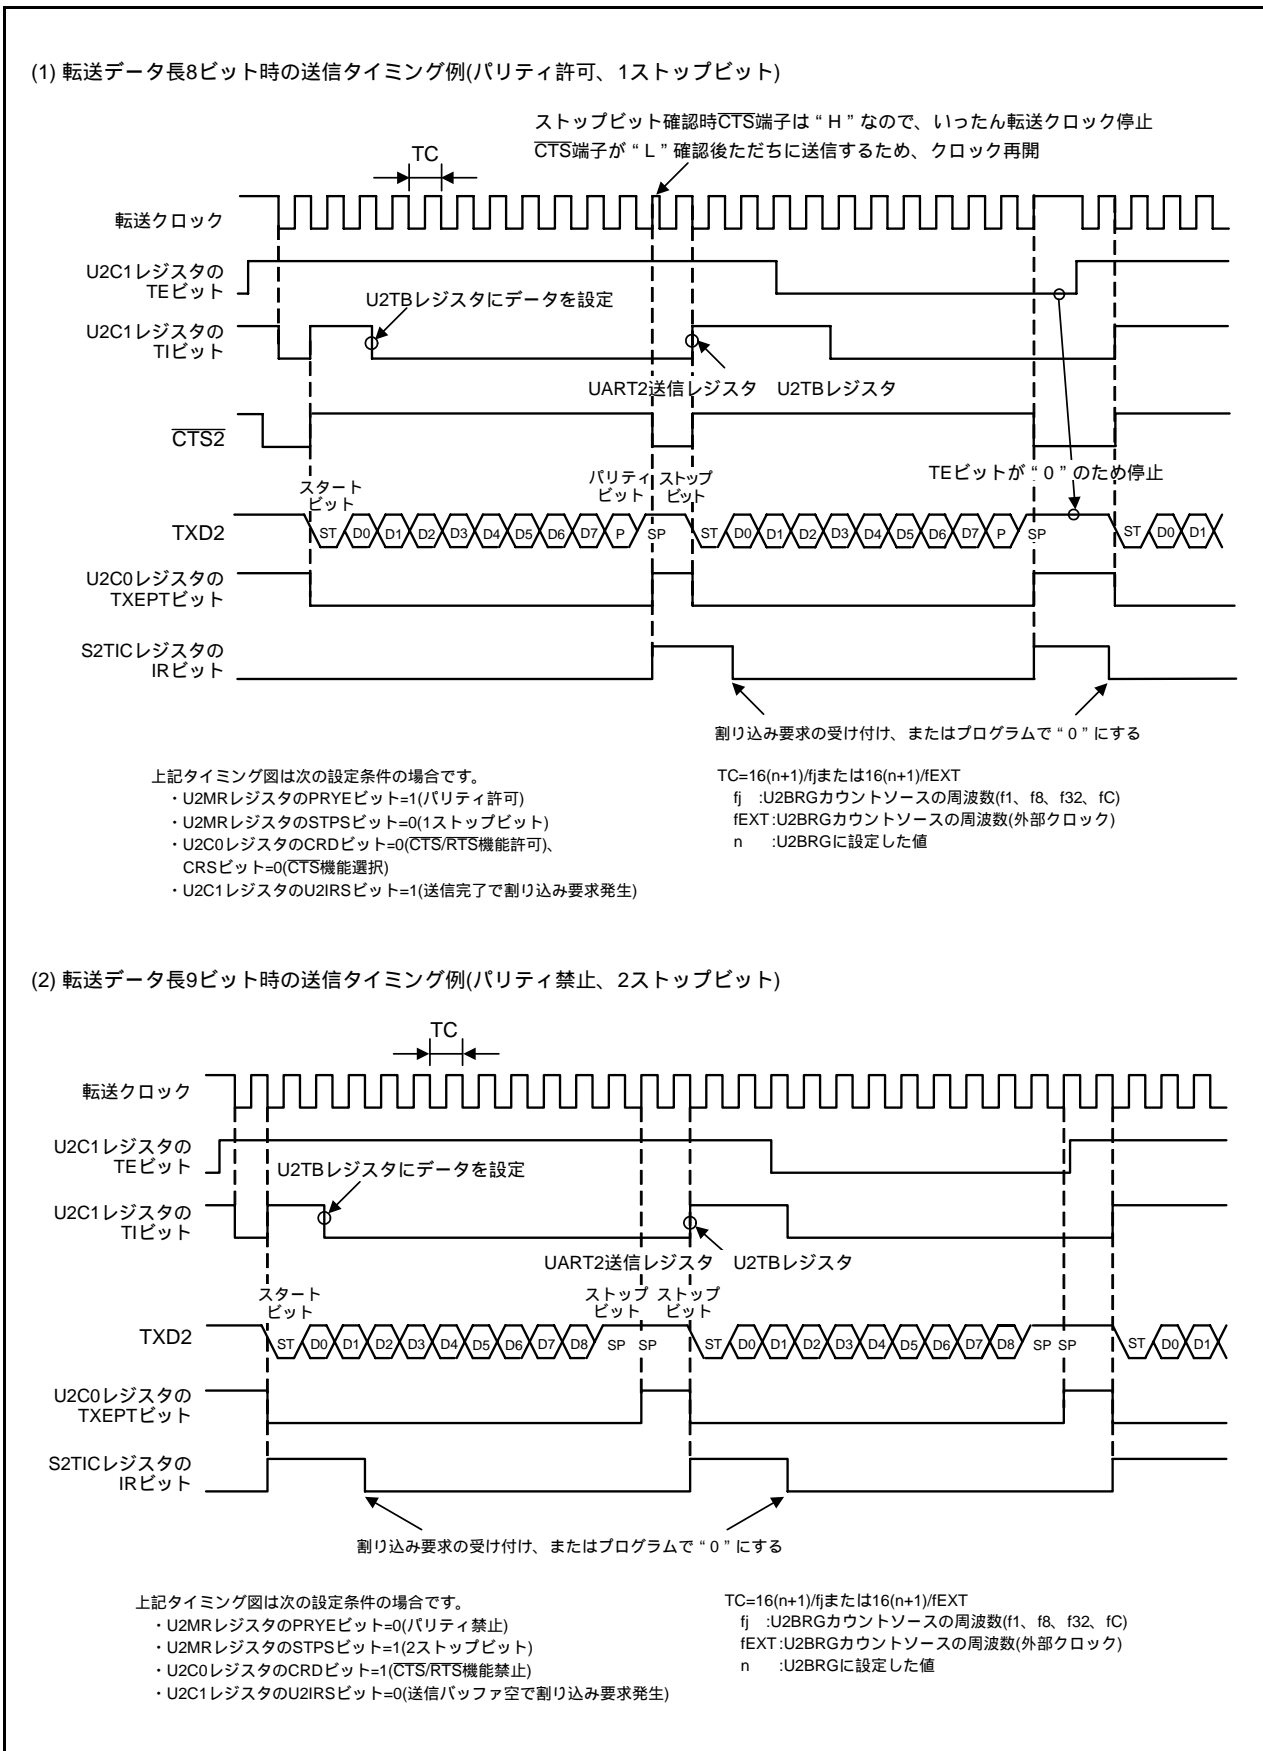 (1) 転送データ長8ビット時の送信タイミング例(パリティ許可、1ストップビット)
ストップビット確認時CTS端子は“H”なので、いったん転送クロック停止
CTS端子が“L”確認後ただちに送信するため、クロック再開
TC
転送クロック
U2C1レジスタの
TEビット
U2TBレジスタにデータを設定
U2C1レジスタの
TIビット
UART2送信レジスタ U2TBレジスタ
CTS2
TEビットが“0”のため停止
スタート
ビット
パリティ
ビット
ストップ
ビット
TXD2
ST D0 D1 D2 D3 D4 D5 D6 D7 P SP ST D0 D1 D2 D3 D4 D5 D6 D7 P SP ST D0 D1
U2C0レジスタの
TXEPTビット
S2TICレジスタの
IRビット
割り込み要求の受け付け、またはプログラムで“0”にする
上記タイミング図は次の設定条件の場合です。
・U2MRレジスタのPRYEビット=1(パリティ許可)
・U2MRレジスタのSTPSビット=0(1ストップビット)
・U2C0レジスタのCRDビット=0(CTS/RTS機能許可)、
CRSビット=0(CTS機能選択)
・U2C1レジスタのU2IRSビット=1(送信完了で割り込み要求発生)
TC=16(n+1)/fjまたは16(n+1)/fEXT
fj :U2BRGカウントソースの周波数(f1、f8、f32、fC)
fEXT:U2BRGカウントソースの周波数(外部クロック)
n :U2BRGに設定した値
(2) 転送データ長9ビット時の送信タイミング例(パリティ禁止、2ストップビット)
TC
転送クロック
U2C1レジスタの
TEビット
U2TBレジスタにデータを設定
U2C1レジスタの
TIビット
UART2送信レジスタ U2TBレジスタ
スタート
ビット
ストップ
ビット
ストップ
ビット
TXD2
ST D0 D1 D2 D3 D4 D5 D6 D7 D8 SP SP ST D0 D1 D2 D3 D4 D5 D6 D7 D8 SP SP ST D0 D1
U2C0レジスタの
TXEPTビット
S2TICレジスタの
IRビット
割り込み要求の受け付け、またはプログラムで“0”にする
上記タイミング図は次の設定条件の場合です。
・U2MRレジスタのPRYEビット=0(パリティ禁止)
・U2MRレジスタのSTPSビット=1(2ストップビット)
・U2C0レジスタのCRDビット=1(CTS/RTS機能禁止)
・U2C1レジスタのU2IRSビット=0(送信バッファ空で割り込み要求発生)
TC=16(n+1)/fjまたは16(n+1)/fEXT
fj :U2BRGカウントソースの周波数(f1、f8、f32、fC)
fEXT:U2BRGカウントソースの周波数(外部クロック)
n :U2BRGに設定した値